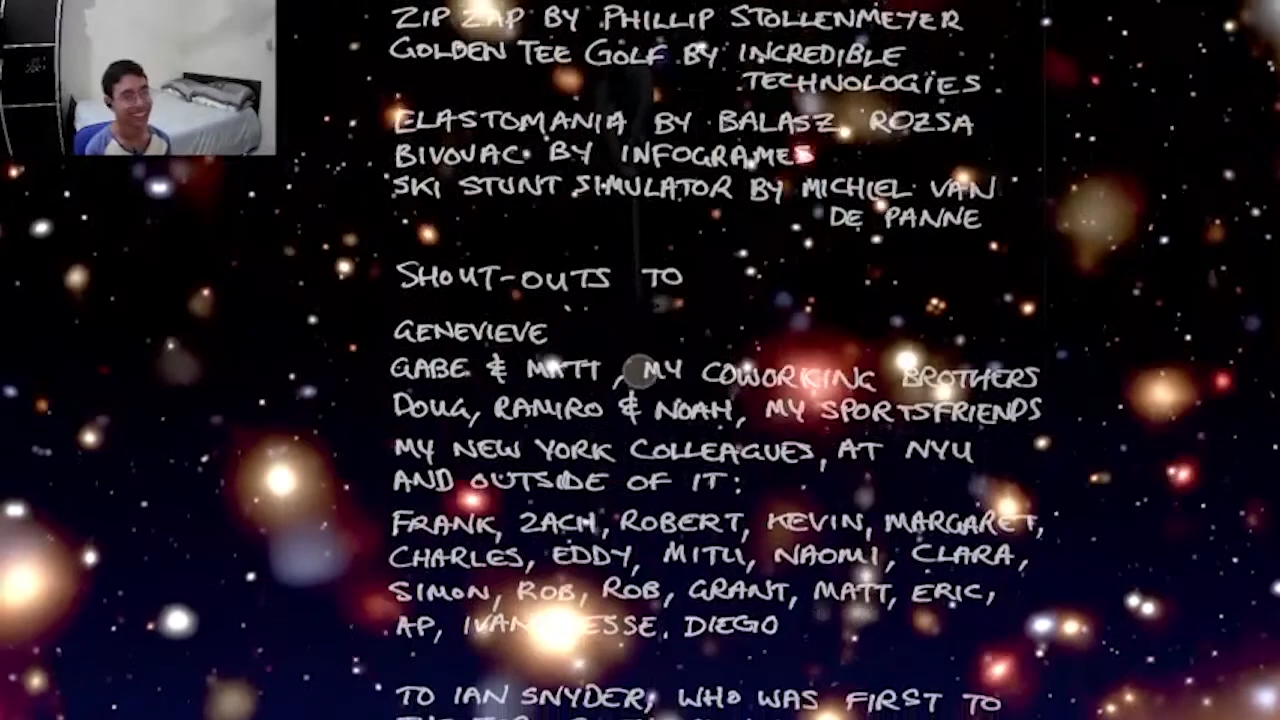 ZIP ZAP BY PHILLIP STOLLENMEYER
GOLDEN TEE GOLF BY INCREDIBLE
TECHNOLOGIES
ELASTOMANIA BY BALASZ ROZSA
BIVOUAC BY INFOGRAMES
SKI STUNT SIMULATOR BY MICHIEL VAN
DE PANNE
SHOUT-OUTS TO
GENEVIEVE
GABE & MATT, MY COWORKING BROTHERS
DOUG, RAMIRO & NOAH, MY SPORTSFRIENDS
MY NEW YORK COLLEAGUES, AT NYU
AND OUTSIDE OF IT:
FRANK, ZACH, ROBERT, KEVIN, MARGARET,
CHARLES, EDDY, MITU, NAOMI, CLARA,
SIMON, ROB, ROB, GRANT, MATT, ERIC,
AP, IVAN, DIEGO
TO IAN SNYDER, WHO WAS FIRST TO